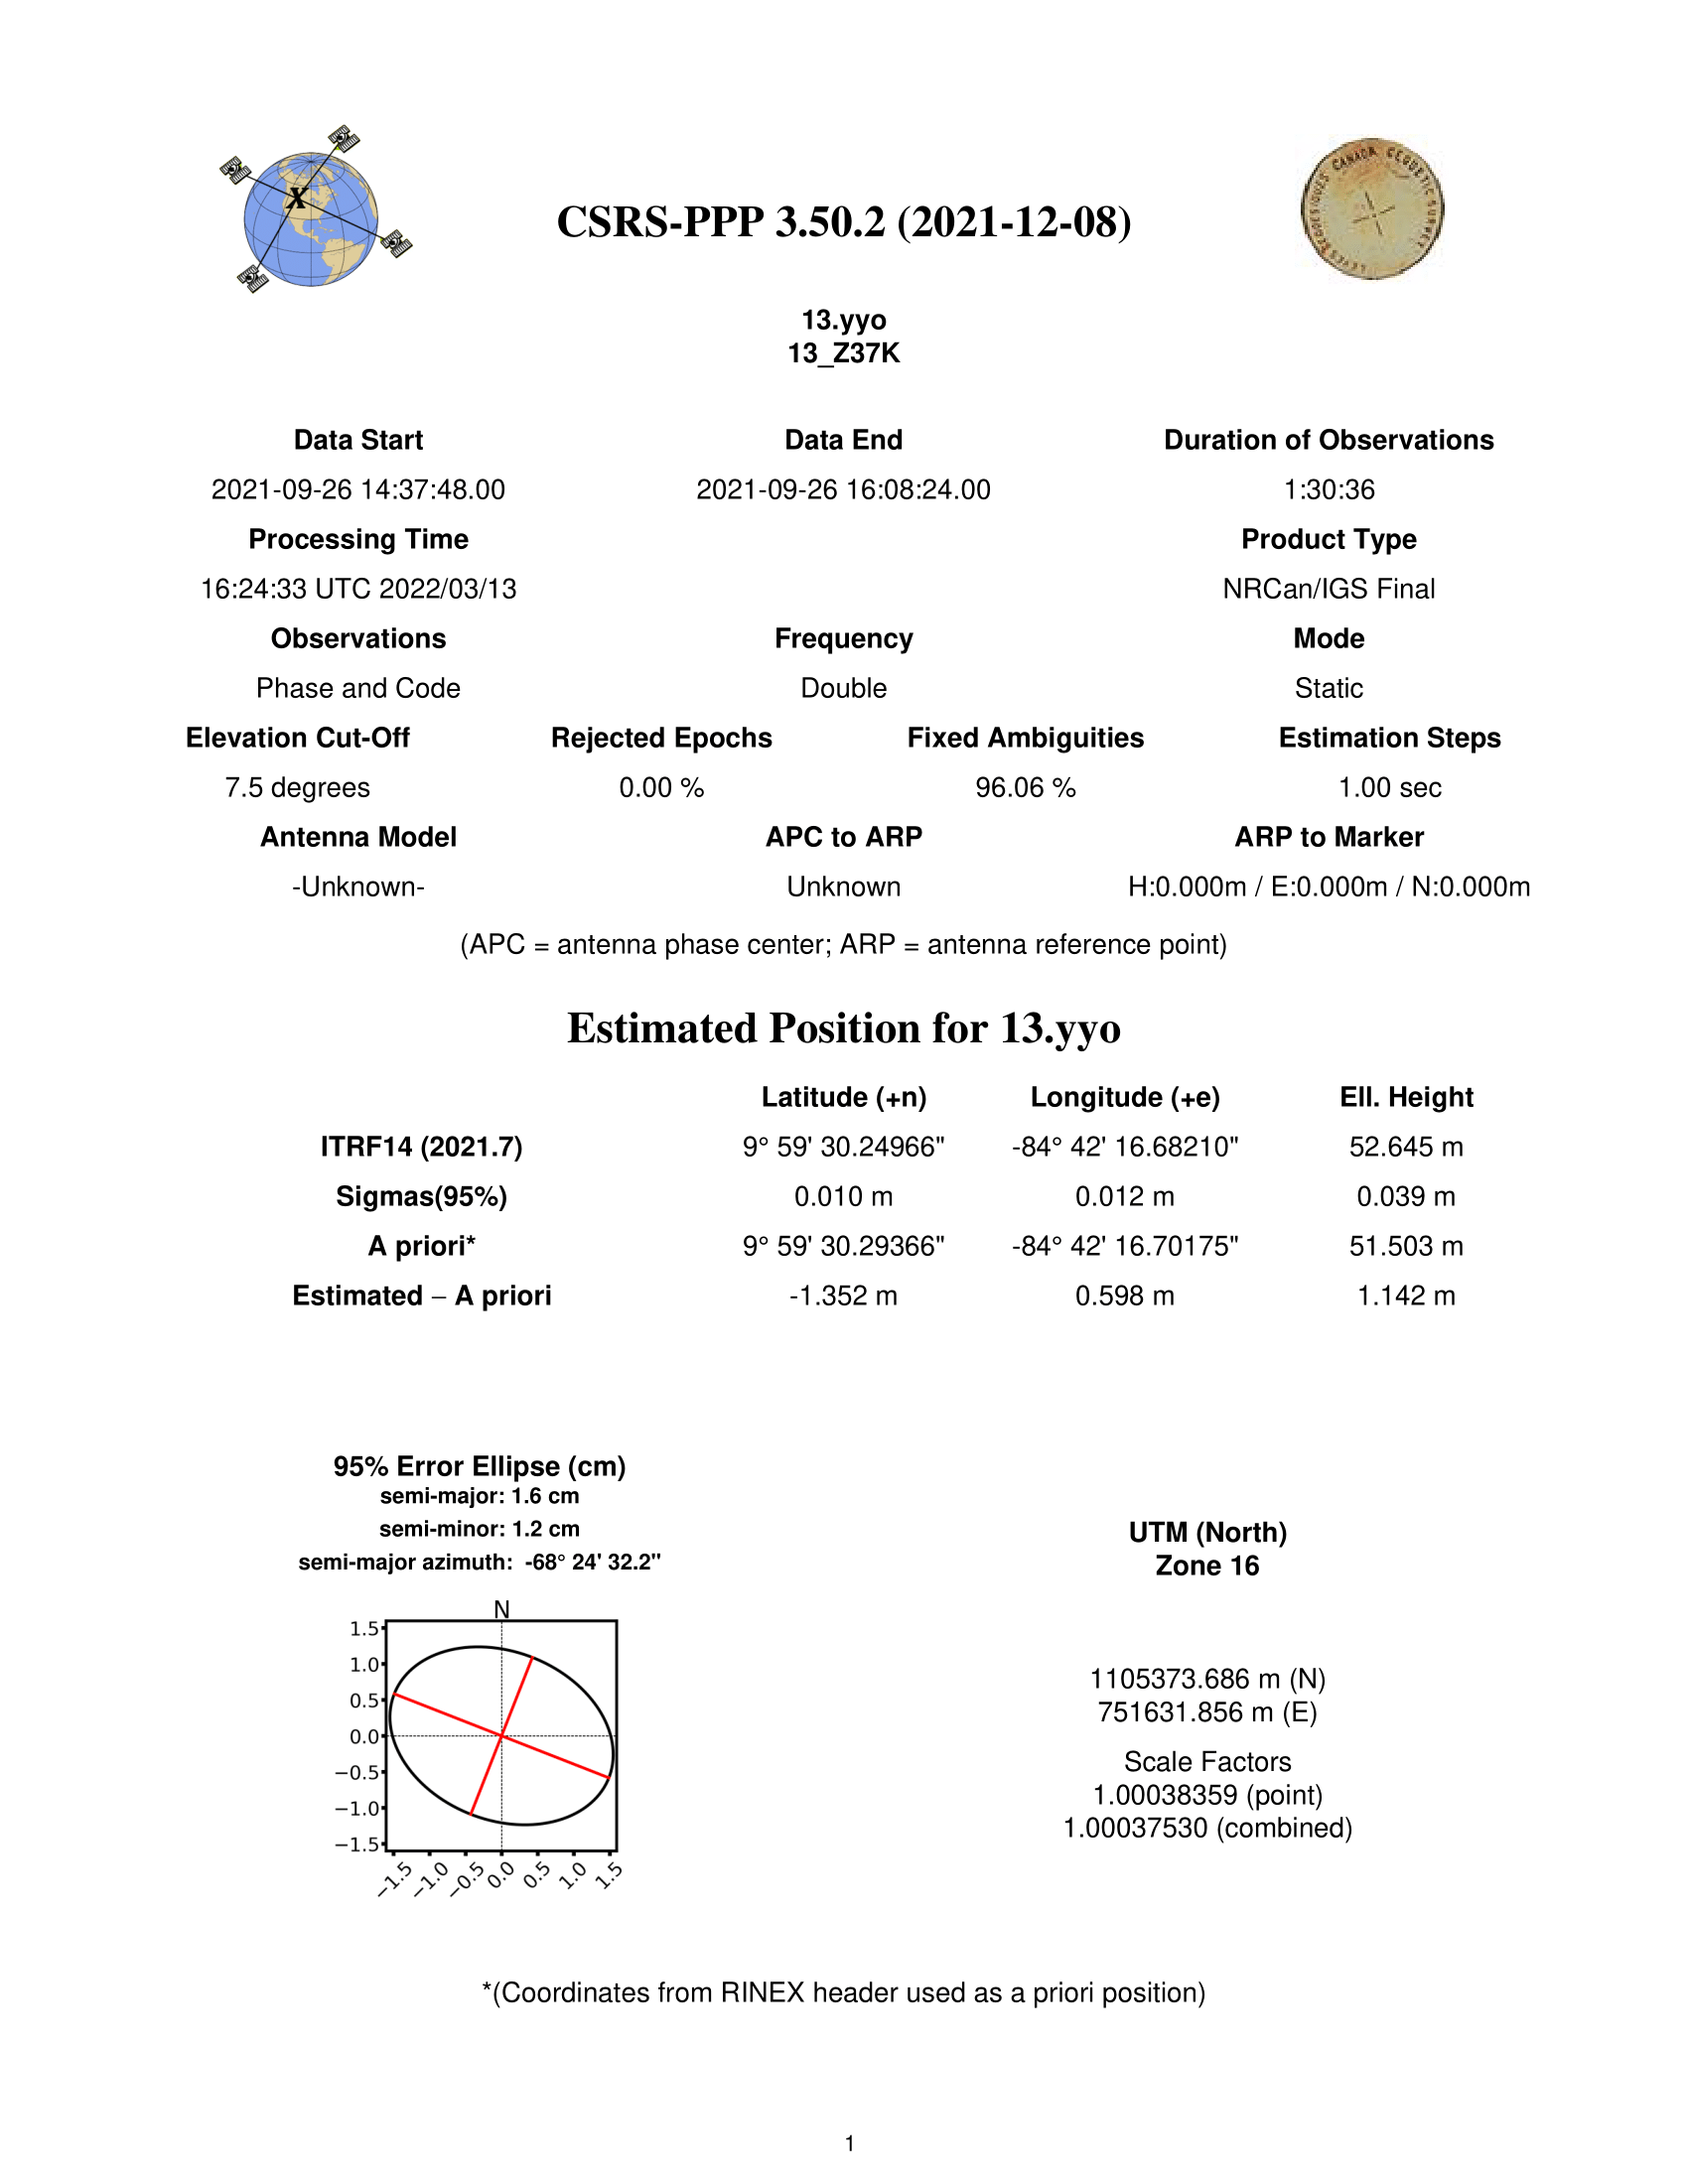 X
CANADA GEODETIC SURVEY
LEVÉS GÉODÉSIQUES
CSRS-PPP 3.50.2 (2021-12-08)
13.yyo
13_Z37K
Data Start Data End Duration of Observations
2021-09-26 14:37:48.00 2021-09-26 16:08:24.00 1:30:36
Processing Time Product Type
16:24:33 UTC 2022/03/13 NRCan/IGS Final
Observations Frequency Mode
Phase and Code Double Static
Elevation Cut-Off Rejected Epochs Fixed Ambiguities Estimation Steps
7.5 degrees 0.00 % 96.06 % 1.00 sec
Antenna Model APC to ARP ARP to Marker
-Unknown- Unknown H:0.000m / E:0.000m / N:0.000m
(APC = antenna phase center; ARP = antenna reference point)
Estimated Position for 13.yyo
Latitude (+n) Longitude (+e) Ell. Height
ITRF14 (2021.7) 9° 59' 30.24966" -84° 42' 16.68210" 52.645 m
Sigmas(95%) 0.010 m 0.012 m 0.039 m
A priori* 9° 59' 30.29366" -84° 42' 16.70175" 51.503 m
Estimated – A priori -1.352 m 0.598 m 1.142 m
95% Error Ellipse (cm)
semi-major: 1.6 cm
semi-minor: 1.2 cm
semi-major azimuth: -68° 24' 32.2"
N
1.5
1.0
0.5
0.0
−0.5
−1.0
−1.5
−1.5 −1.0 −0.5 0.0 0.5 1.0 1.5
UTM (North)
Zone 16
1105373.686 m (N)
751631.856 m (E)
Scale Factors
1.00038359 (point)
1.00037530 (combined)
*(Coordinates from RINEX header used as a priori position)
1